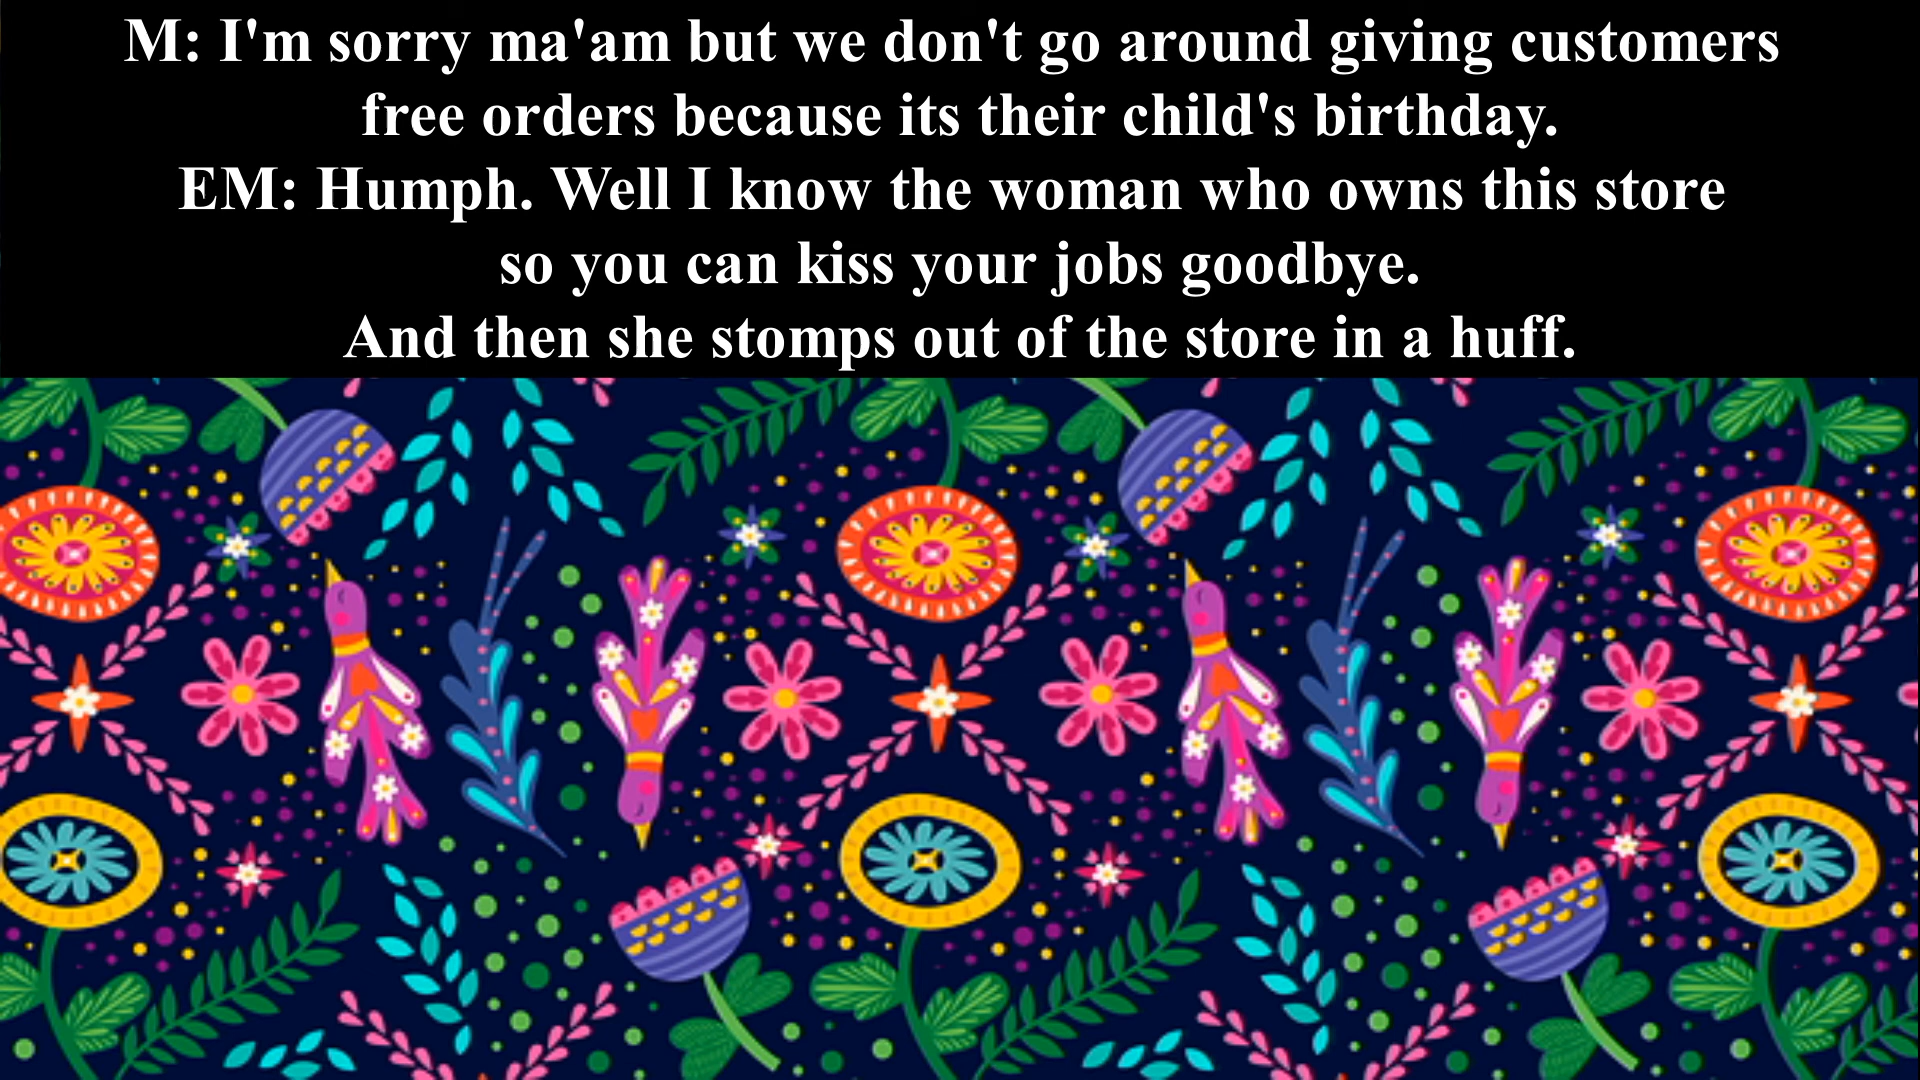 M: I'm sorry ma'am but we don't go around giving customers
free orders because its their child's birthday.
EM: Humph. Well I know the woman who owns this store
so you can kiss your jobs goodbye.
And then she stomps out of the store in a huff.